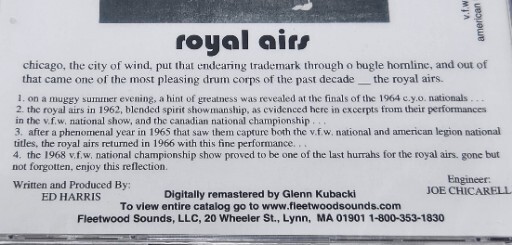 v.f.w.
american
royal airs
chicago, the city of wind, put that endearing trademark through o bugle hornline, and out of
that came one of the most pleasing drum corps of the past decade __ the royal airs.
1. on a muggy summer evening, a hint of greatness was revealed at the finals of the 1964 c.y.o. nationals . . .
2. the royal airs in 1962, blended spirit showmanship, as evidenced here in excerpts from their performances
in the v.f.w. national show, and the canadian national championship . . .
3. after a phenomenal year in 1965 that saw them capture both the v.f.w. national and american legion national
titles, the royal airs returned in 1966 with this fine performance. . .
4. the 1968 v.f.w. national championship show proved to be one of the last hurrahs for the royal airs. gone but
not forgotten, enjoy this reflection.
Written and Produced By:
ED HARRIS
Engineer:
JOE CHICARELL
Digitally remastered by Glenn Kubacki
To view entire catalog go to www.fleetwoodsounds.com
Fleetwood Sounds, LLC, 20 Wheeler St., Lynn, MA 01901 1-800-353-1830